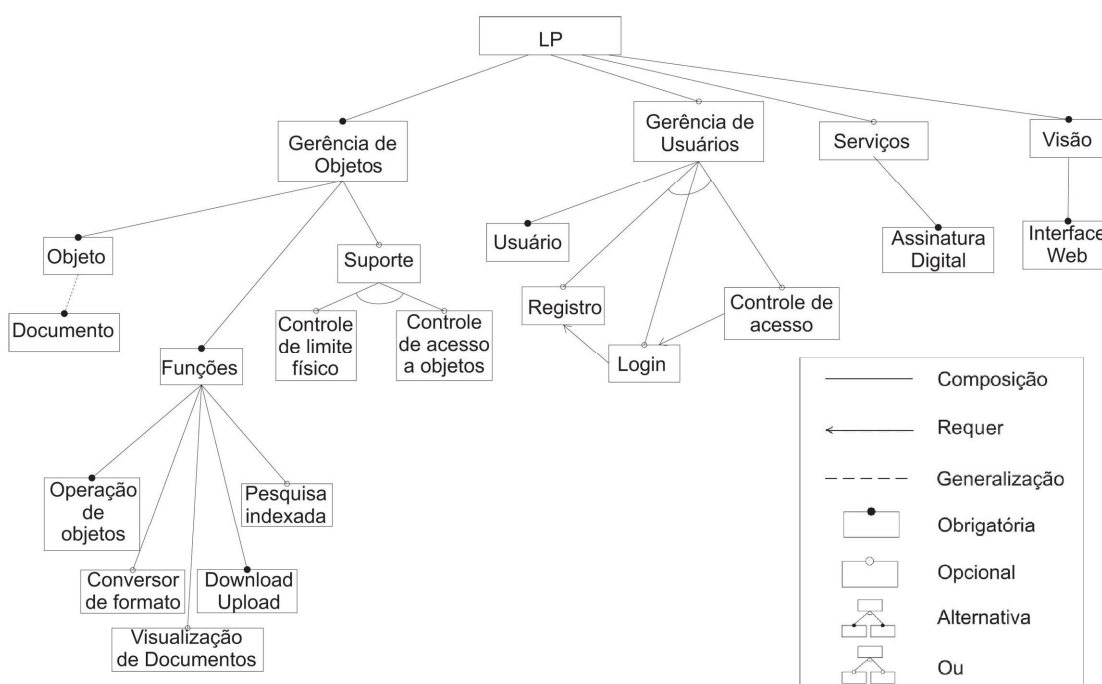 LP
Gerência de
Objetos
Gerência de
Usuários
Serviços
Visão
Objeto
Suporte
Usuário
Assinatura
Digital
Interface
Web
Documento
Controle
de limite
físico
Controle
de acesso
a objetos
Registro
Controle de
acesso
Login
Funções
Operação
de
objetos
Pesquisa
indexada
Conversor
de formato
Download
Upload
Visualização
de Documentos
Composição
Requer
Generalização
Obrigatória
Opcional
Alternativa
Ou